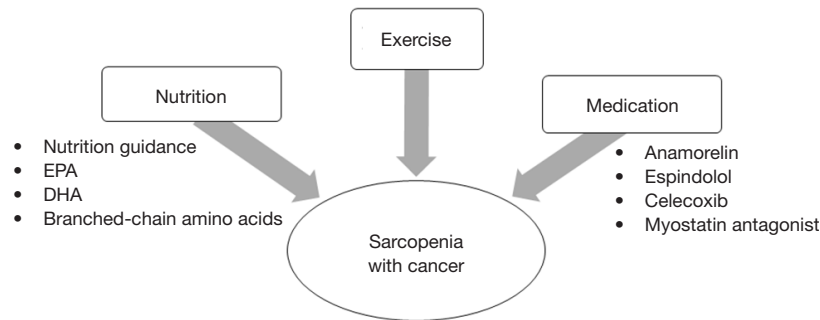 Exercise
Nutrition
Medication
• Nutrition guidance
• EPA
• DHA
• Branched-chain amino acids
• Anamorelin
• Espindolol
• Celecoxib
• Myostatin antagonist
Sarcopenia
with cancer